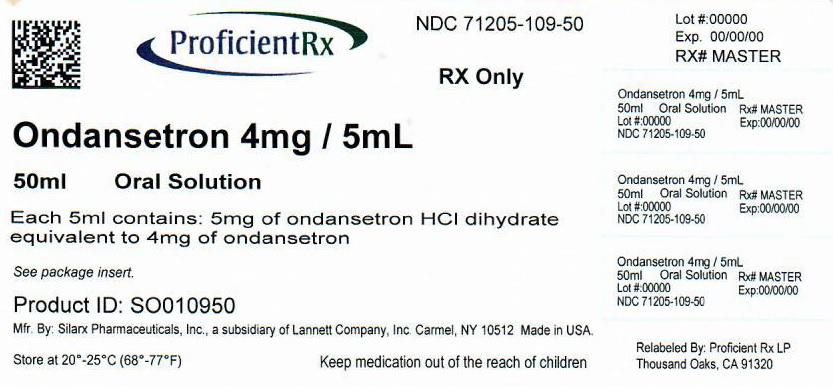 ProficientRx
NDC 71205-109-50
RX Only
Ondansetron 4mg / 5mL
50ml Oral Solution
Each 5ml contains: 5mg of ondansetron HCl dihydrate
equivalent to 4mg of ondansetron
See package insert.
Product ID: SO010950
Mfr. By: Silarx Pharmaceuticals, Inc., a subsidiary of Lannett Company, Inc. Carmel, NY 10512 Made in USA.
Store at 20°-25°C (68°-77°F) Keep medication out of the reach of children
Lot #:00000
Exp. 00/00/00
RX# MASTER
Ondansetron 4mg / 5mL
50ml Oral Solution Rx# MASTER
Lot #:00000 Exp:00/00/00
NDC 71205-109-50
Ondansetron 4mg / 5mL
50ml Oral Solution Rx# MASTER
Lot #:00000 Exp:00/00/00
NDC 71205-109-50
Ondansetron 4mg / 5mL
50ml Oral Solution Rx# MASTER
Lot #:00000 Exp:00/00/00
NDC 71205-109-50
Relabeled By: Proficient Rx LP
Thousand Oaks, CA 91320